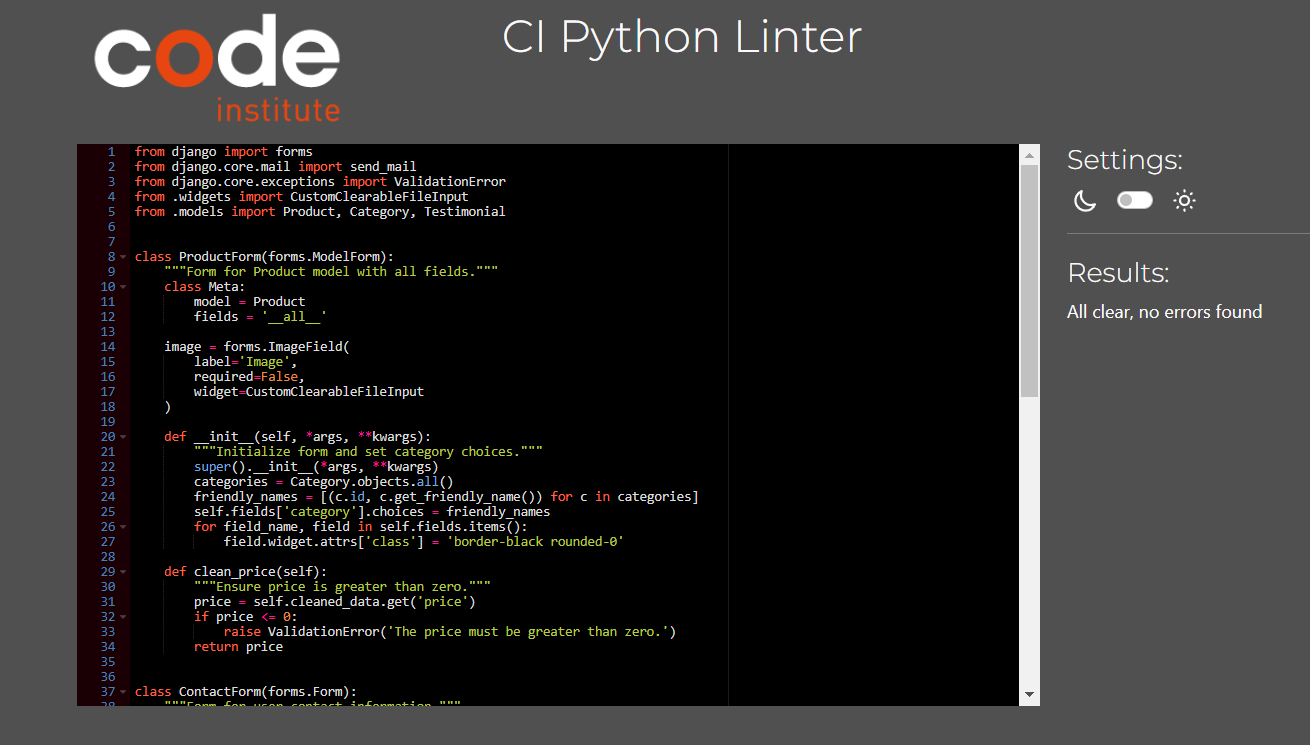 code
institute
CI Python Linter
1 from django import forms
2 from django.core.mail import send_mail
3 from django.core.exceptions import ValidationError
4 from .widgets import CustomClearableFileInput
5 from .models import Product, Category, Testimonial
6
7
8 class ProductForm(forms.ModelForm):
9     """Form for Product model with all fields."""
10     class Meta:
11         model = Product
12         fields = '__all__'
13
14     image = forms.ImageField(
15         label='Image',
16         required=False,
17         widget=CustomClearableFileInput
18     )
19
20     def __init__(self, *args, **kwargs):
21         """Initialize form and set category choices."""
22         super().__init__(*args, **kwargs)
23         categories = Category.objects.all()
24         friendly_names = [(c.id, c.get_friendly_name()) for c in categories]
25         self.fields['category'].choices = friendly_names
26         for field_name, field in self.fields.items():
27             field.widget.attrs['class'] = 'border-black rounded-0'
28
29     def clean_price(self):
30         """Ensure price is greater than zero."""
31         price = self.cleaned_data.get('price')
32         if price <= 0:
33             raise ValidationError('The price must be greater than zero.')
34         return price
35
36
37 class ContactForm(forms.Form):
38     """Form for user contact information."""
Settings:
Results:
All clear, no errors found